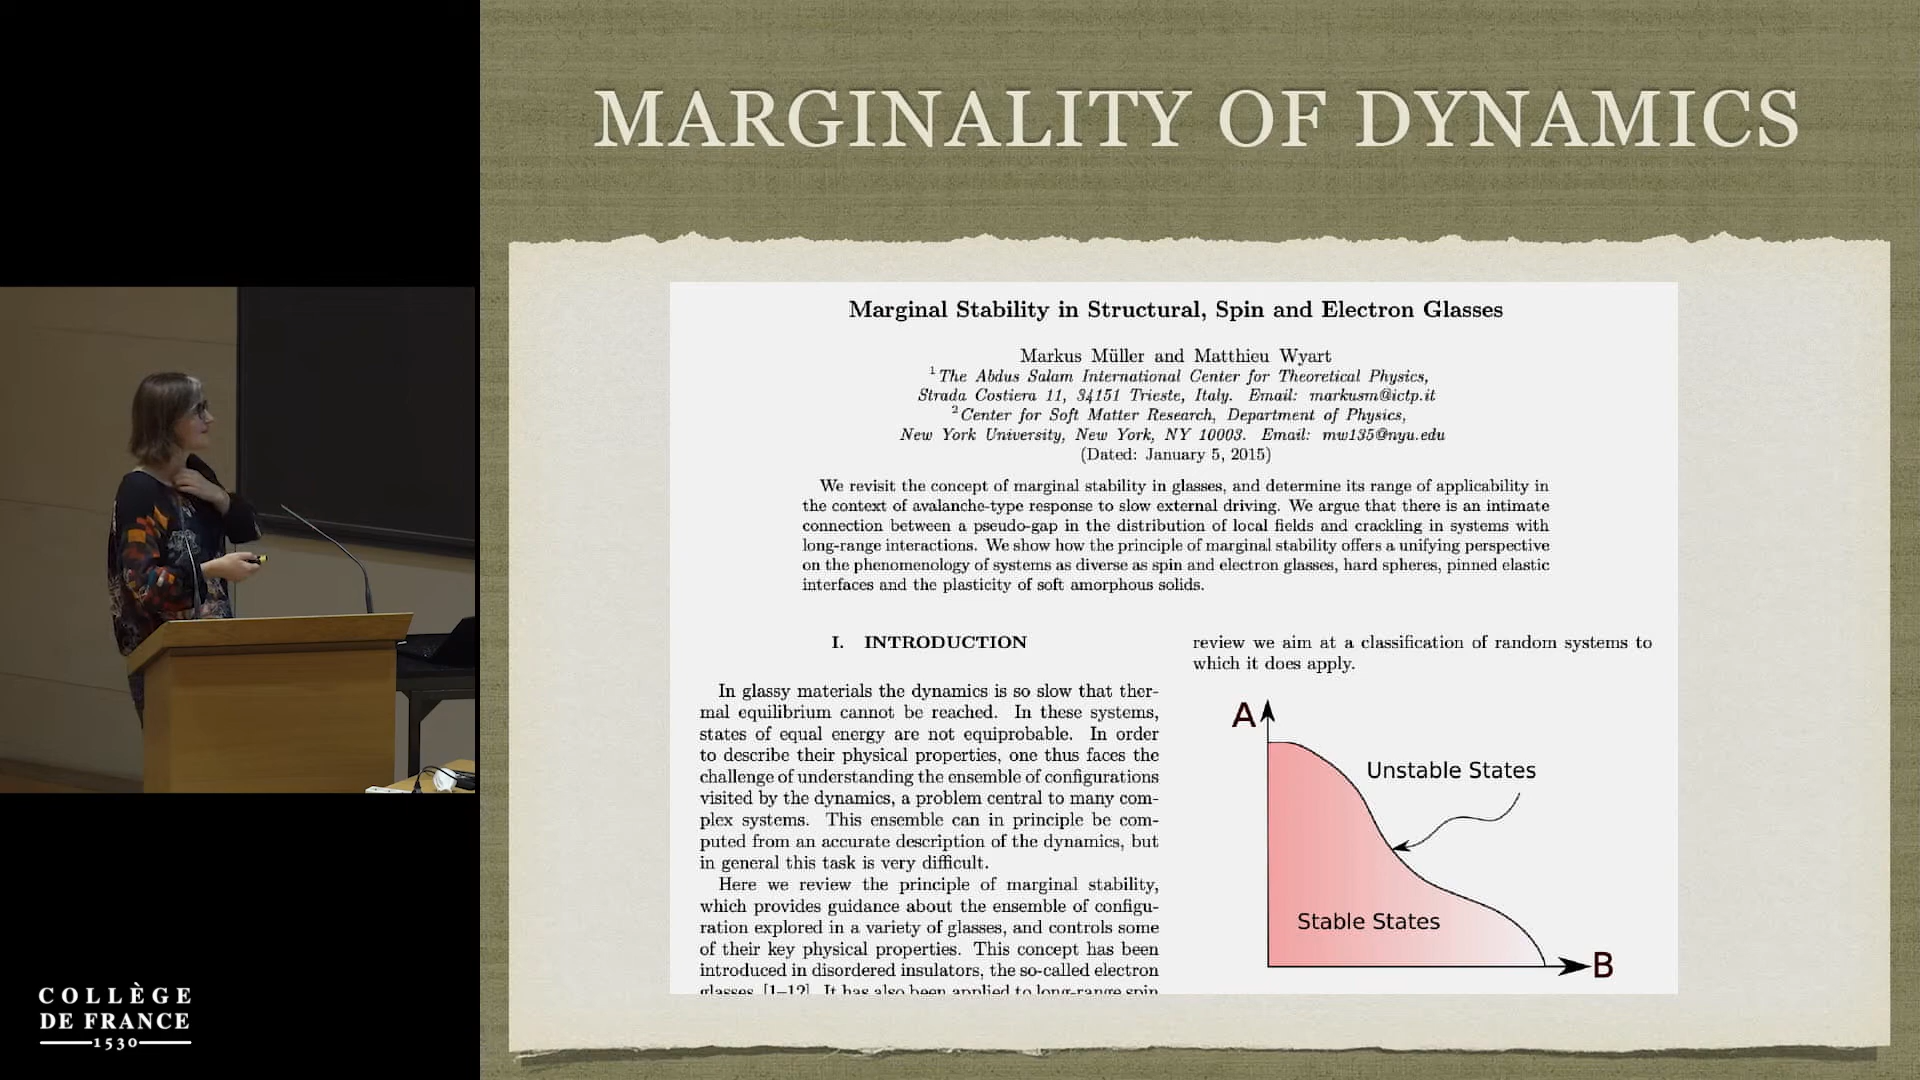 MARGINALITY OF DYNAMICS
Marginal Stability in Structural, Spin and Electron Glasses
Markus Müller and Matthieu Wyart
1 The Abdus Salam International Center for Theoretical Physics,
Strada Costiera 11, 34151 Trieste, Italy. Email: markusm@ictp.it
2 Center for Soft Matter Research, Department of Physics,
New York University, New York, NY 10003. Email: mw135@nyu.edu
(Dated: January 5, 2015)
We revisit the concept of marginal stability in glasses, and determine its range of applicability in
the context of avalanche-type response to slow external driving. We argue that there is an intimate
connection between a pseudo-gap in the distribution of local fields and crackling in systems with
long-range interactions. We show how the principle of marginal stability offers a unifying perspective
on the phenomenology of systems as diverse as spin and electron glasses, hard spheres, pinned elastic
interfaces and the plasticity of soft amorphous solids.
I. INTRODUCTION
In glassy materials the dynamics is so slow that ther-
mal equilibrium cannot be reached. In these systems,
states of equal energy are not equiprobable. In order
to describe their physical properties, one thus faces the
challenge of understanding the ensemble of configurations
visited by the dynamics, a problem central to many com-
plex systems. This ensemble can in principle be com-
puted from an accurate description of the dynamics, but
in general this task is very difficult.
Here we review the principle of marginal stability,
which provides guidance about the ensemble of configu-
ration explored in a variety of glasses, and controls some
of their key physical properties. This concept has been
introduced in disordered insulators, the so-called electron
glasses [1–12]. It has also been applied to long-range spin
review we aim at a classification of random systems to
which it does apply.
A
Unstable States
Stable States
B
COLLÈGE
DE FRANCE
1530